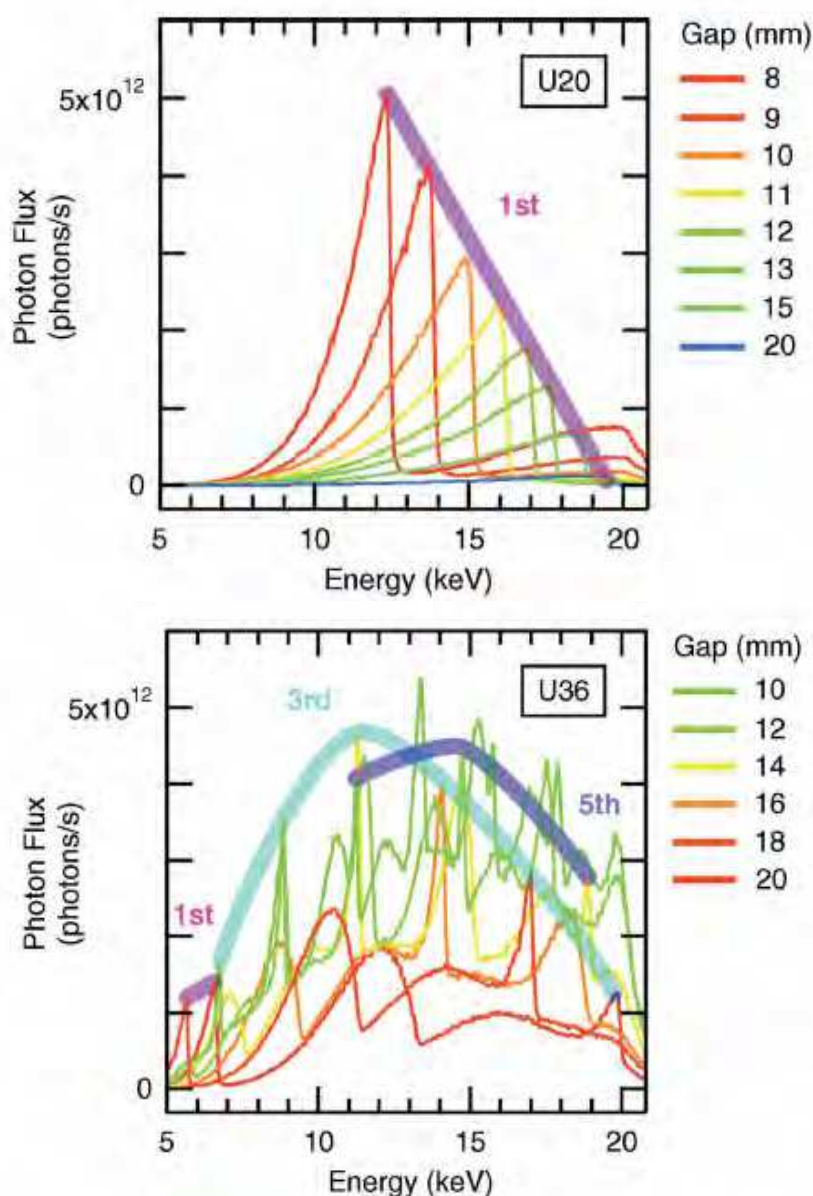 U20
Gap (mm)
8
9
10
11
12
13
15
20
5x10¹²
0
Photon Flux
(photons/s)
1st
5
10
15
20
Energy (keV)
U36
Gap (mm)
10
12
14
16
18
20
5x10¹²
0
Photon Flux
(photons/s)
1st
3rd
5th
5
10
15
20
Energy (keV)